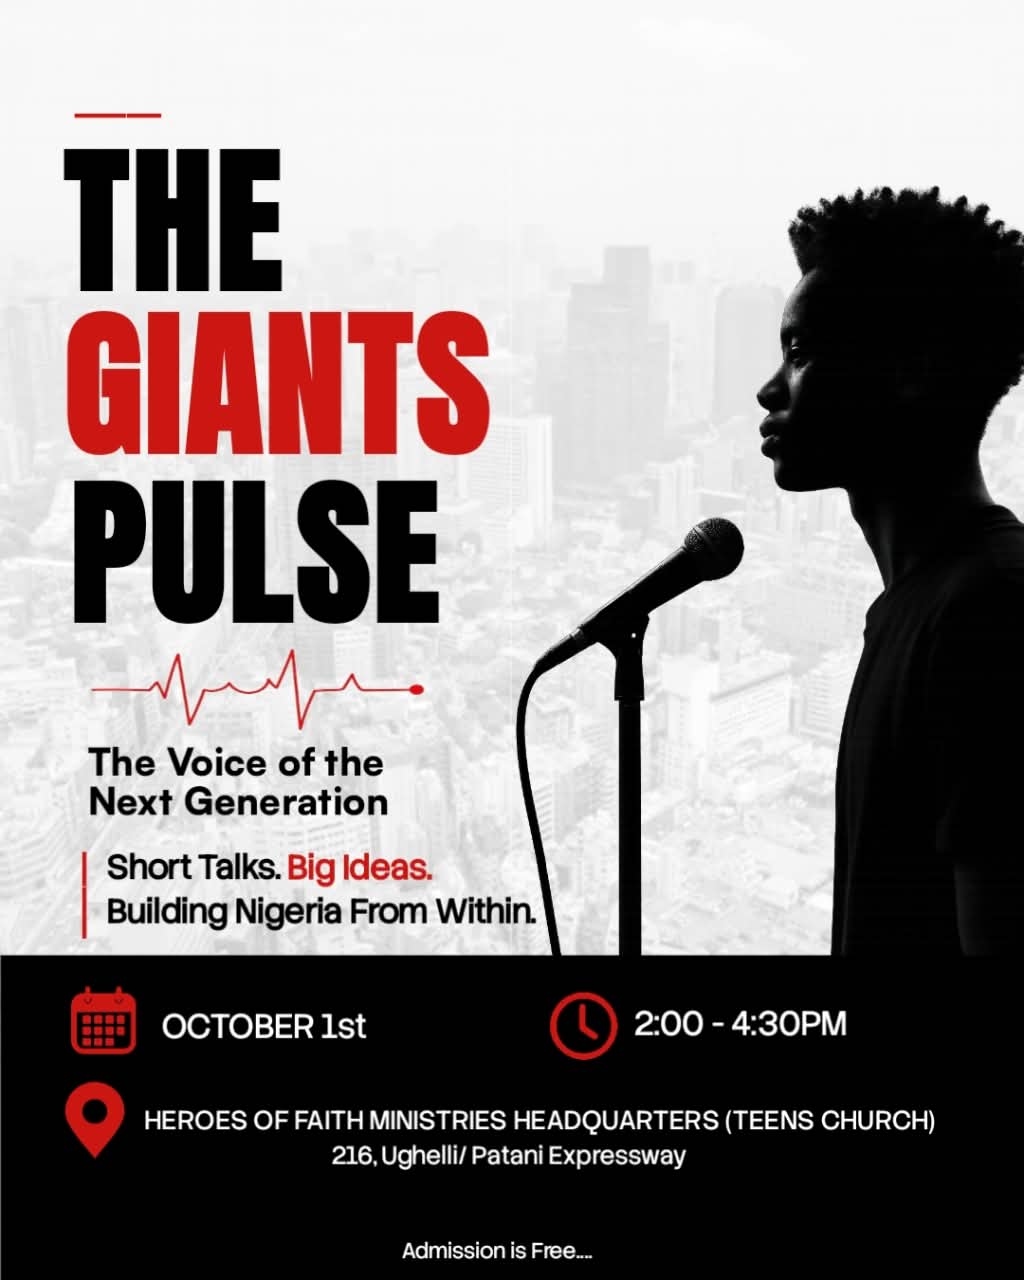 THE
GIANTS
PULSE
The Voice of the
Next Generation
Short Talks. Big Ideas.
Building Nigeria From Within.
OCTOBER 1st
2:00 - 4:30PM
HEROES OF FAITH MINISTRIES HEADQUARTERS (TEENS CHURCH)
216, Ughelli/ Patani Expressway
Admission is Free....